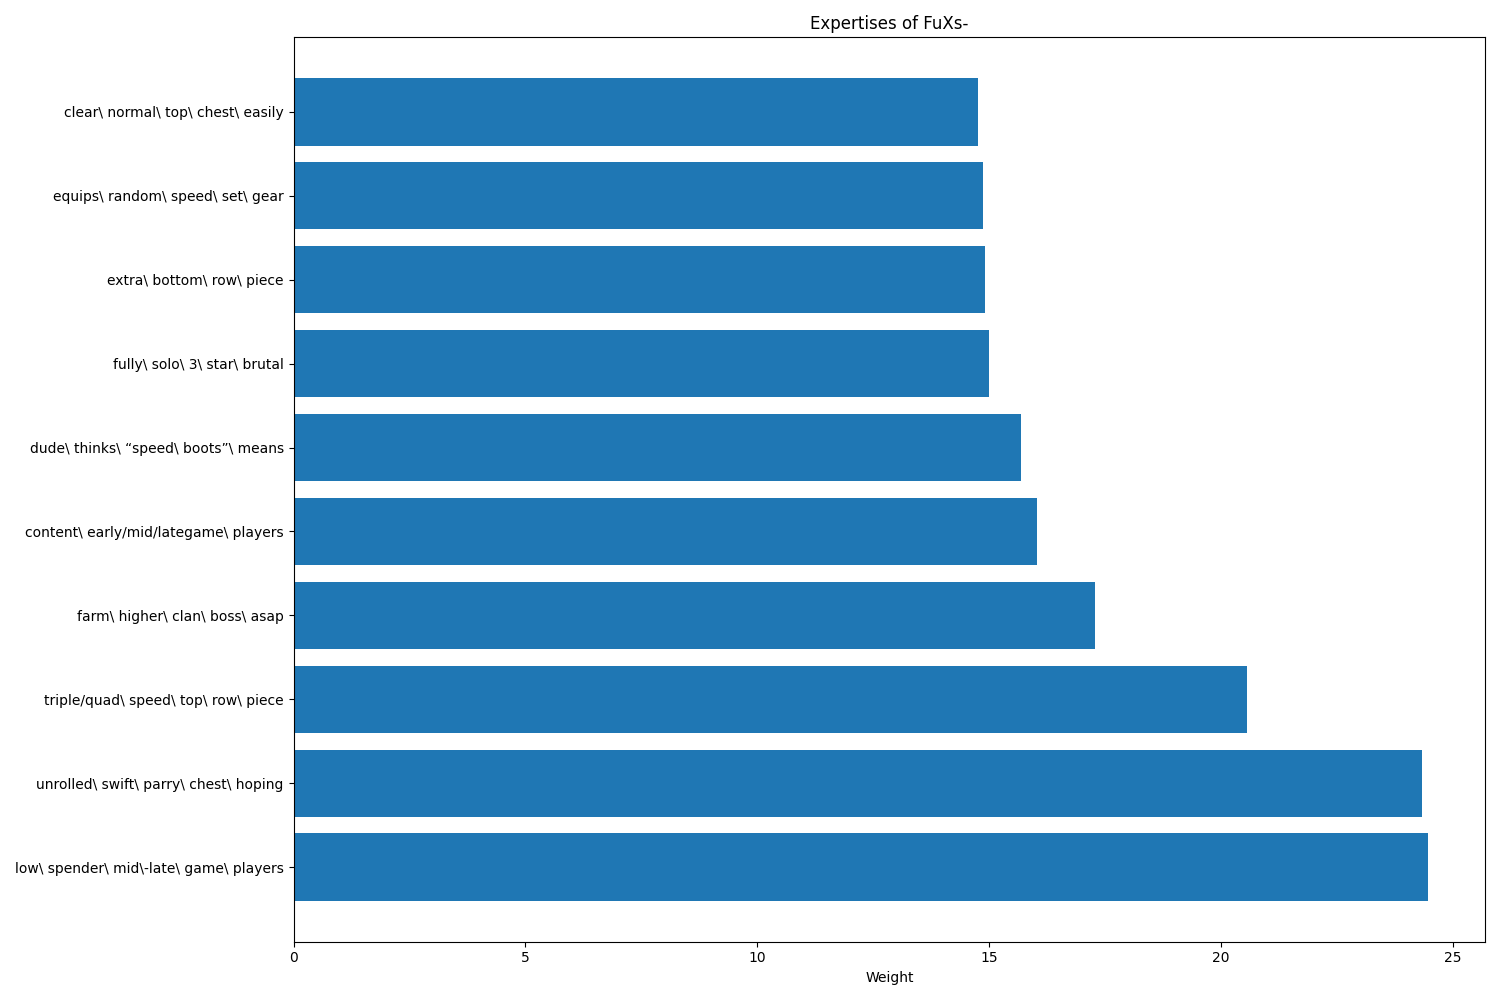 Expertises of FuXs-
clear\ normal\ top\ chest\ easily
equips\ random\ speed\ set\ gear
extra\ bottom\ row\ piece
fully\ solo\ 3\ star\ brutal
dude\ thinks\ “speed\ boots”\ means
content\ early/mid/lategame\ players
farm\ higher\ clan\ boss\ asap
triple/quad\ speed\ top\ row\ piece
unrolled\ swift\ parry\ chest\ hoping
low\ spender\ mid\-late\ game\ players
0 5 10 15 20 25
Weight